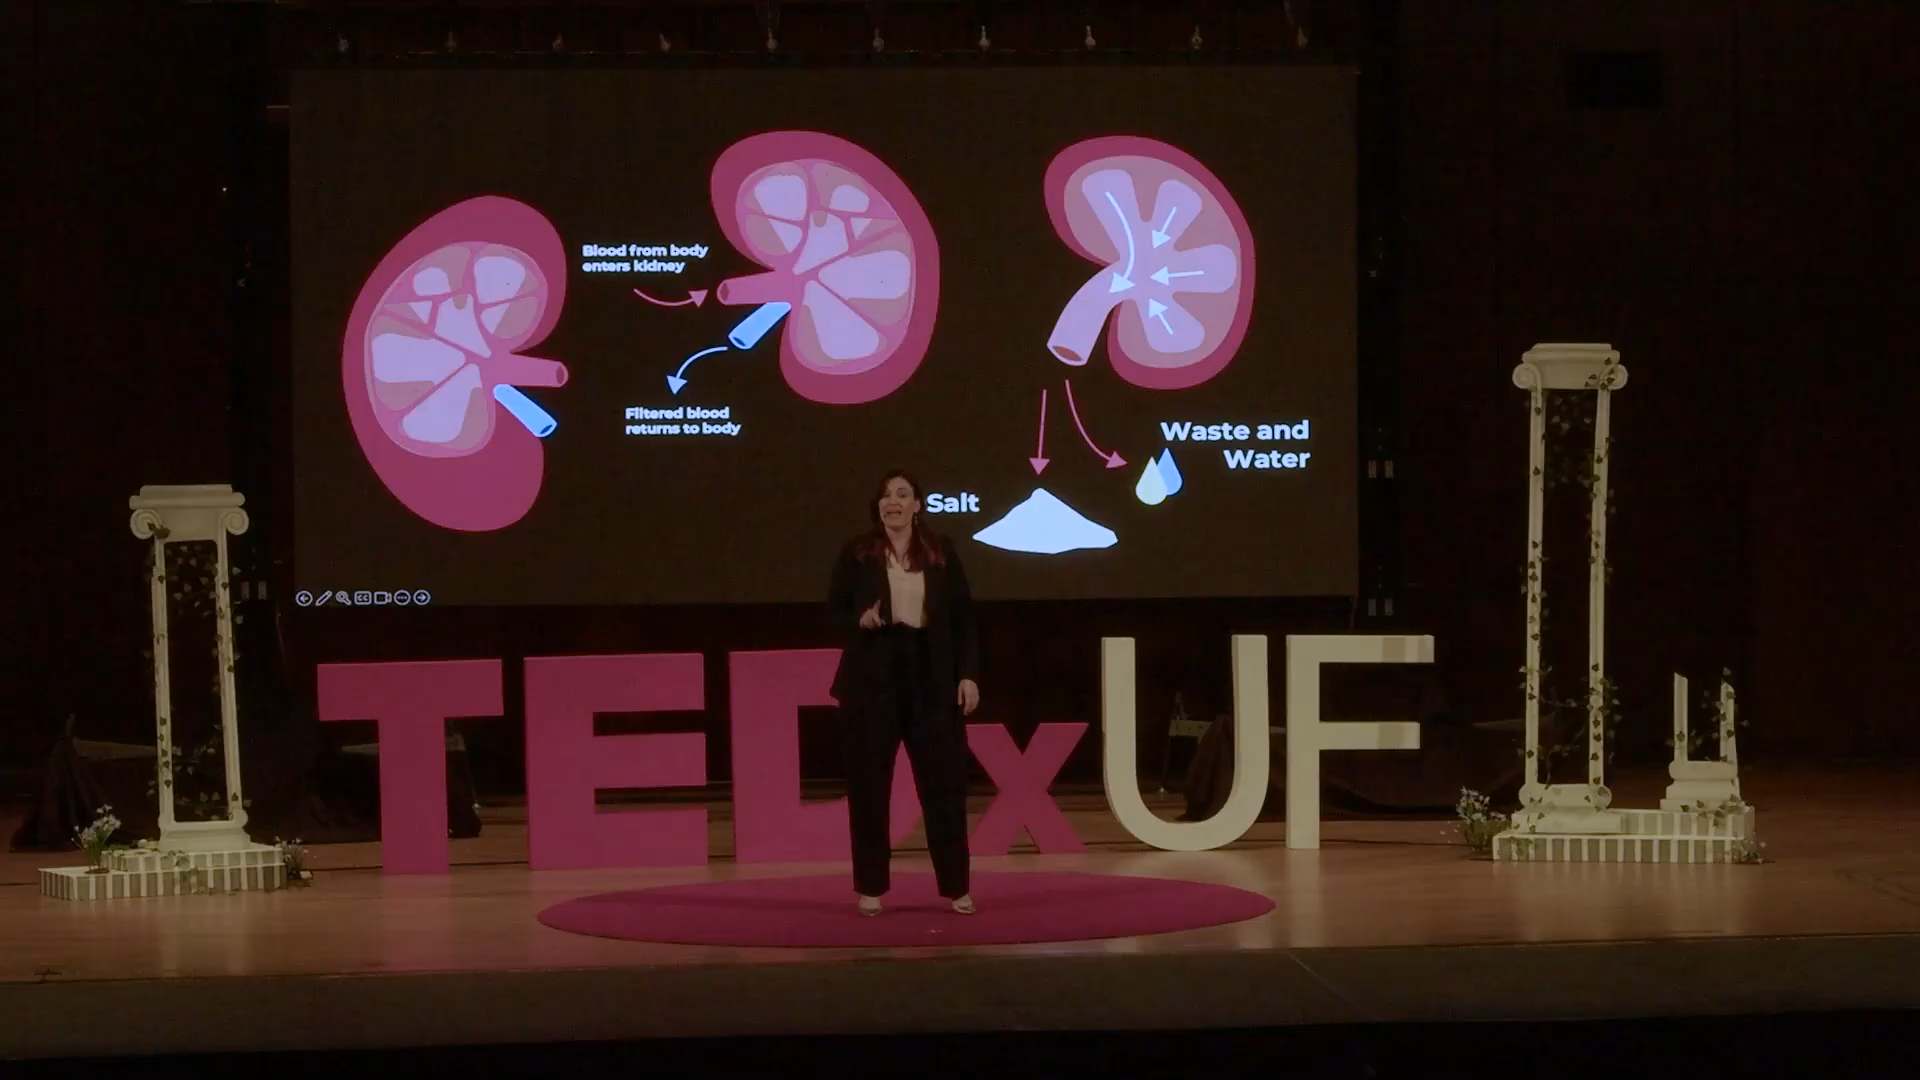 Blood from body
enters kidney
Filtered blood
returns to body
Waste and
Water
Salt
TEDxUF